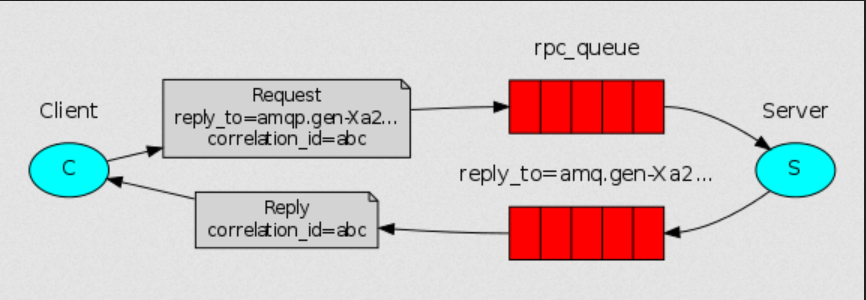 rpc_queue
Client
Request
reply_to=amqp.gen-Xa2...
correlation_id=abc
Server
C
S
reply_to=amq.gen-Xa2...
Reply
correlation_id=abc